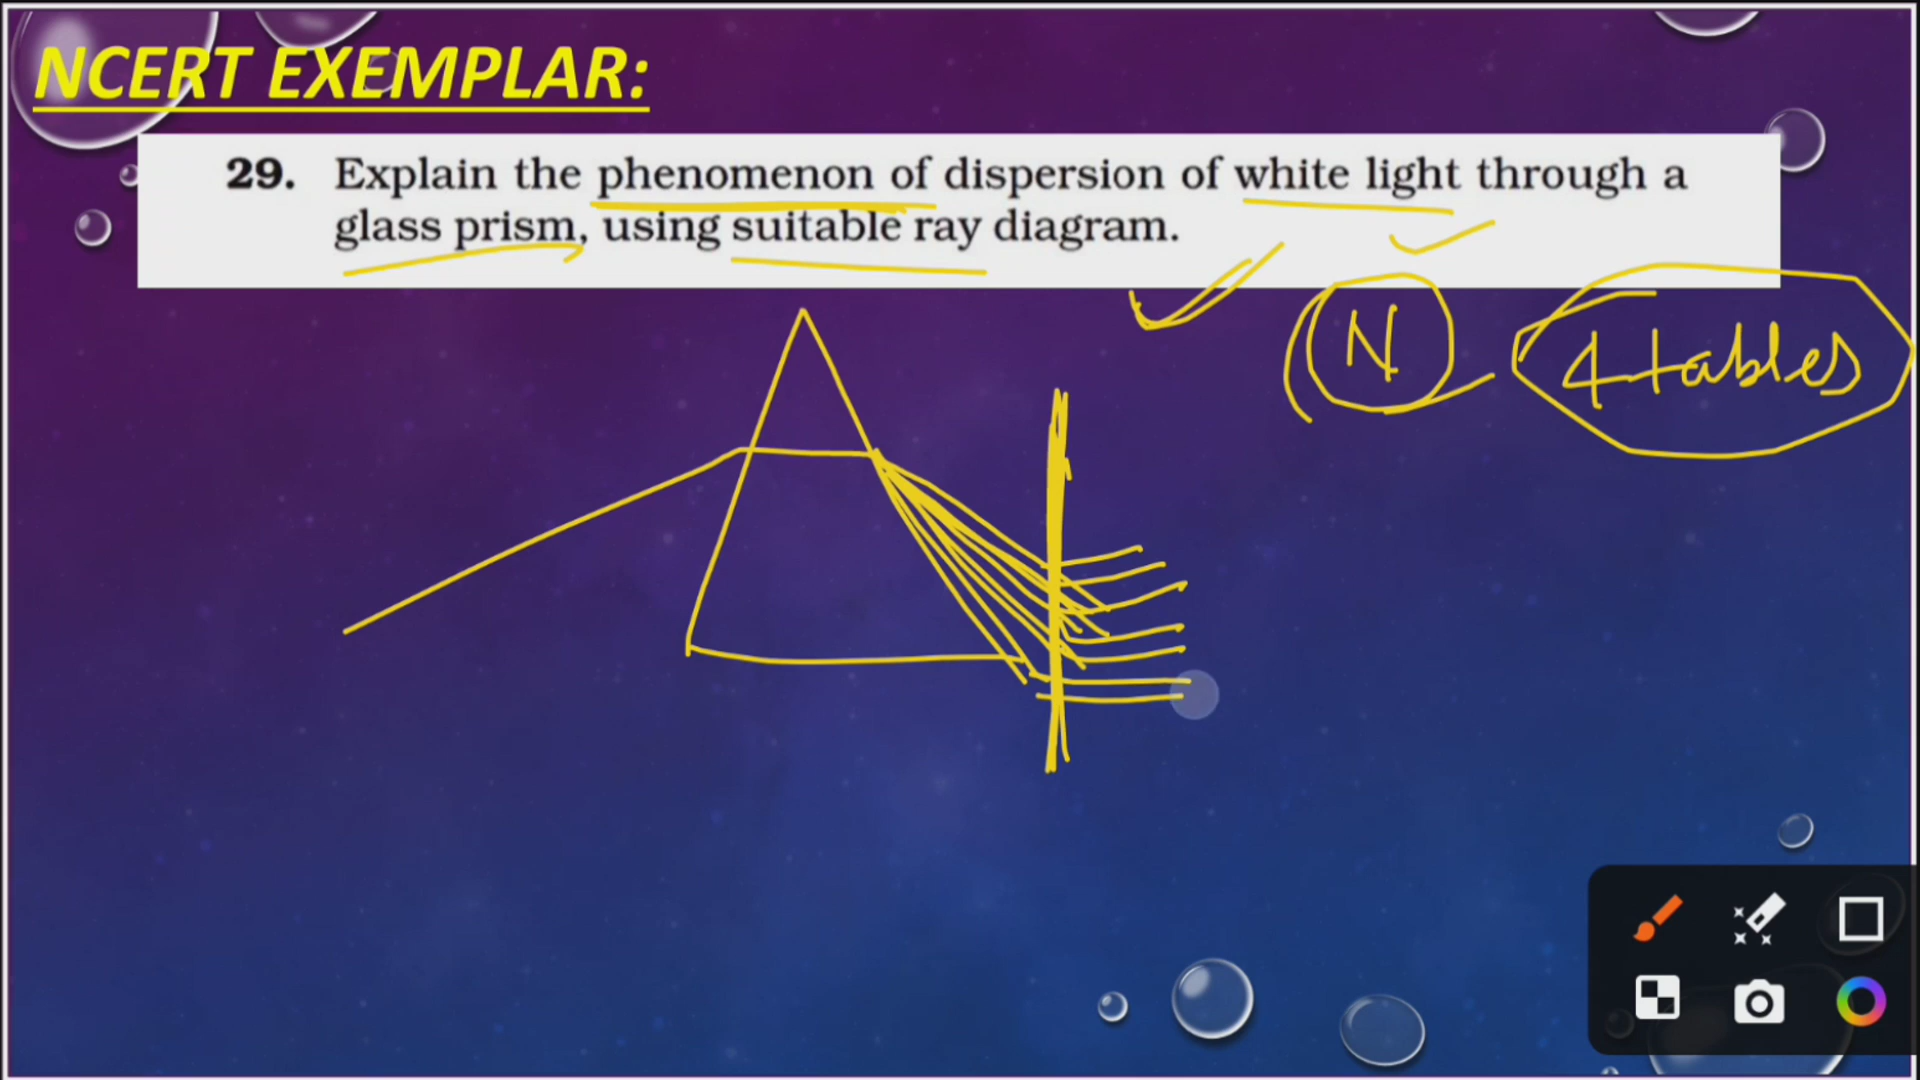 NCERT EXEMPLAR:
29. Explain the phenomenon of dispersion of white light through a
glass prism, using suitable ray diagram.
N
4 tables